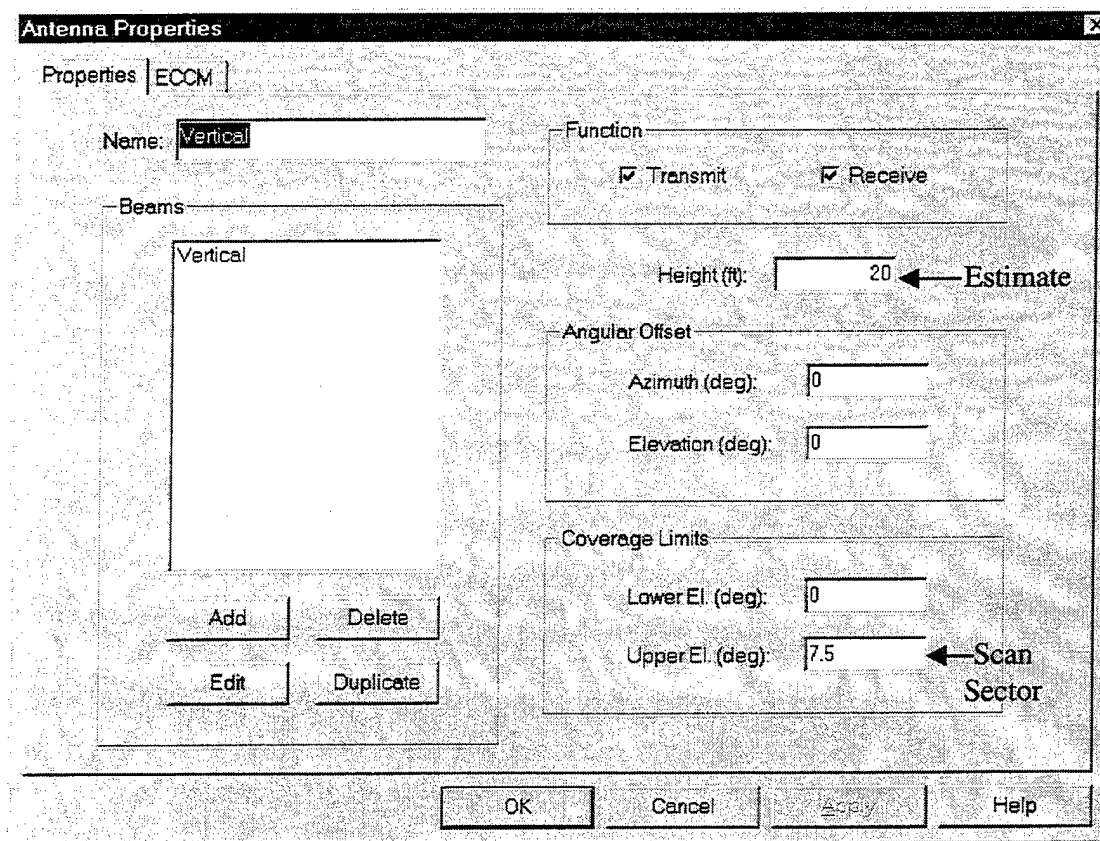 Antenna Properties
Properties ECCM
Name: Vertical
Beams
Vertical
Add Delete
Edit Duplicate
Function
Transmit Receive
Height (ft): 20 Estimate
Angular Offset
Azimuth (deg): 0
Elevation (deg): 0
Coverage Limits
Lower El. (deg): 0
Upper El. (deg): 7.5 Scan
Sector
OK Cancel Apply Help